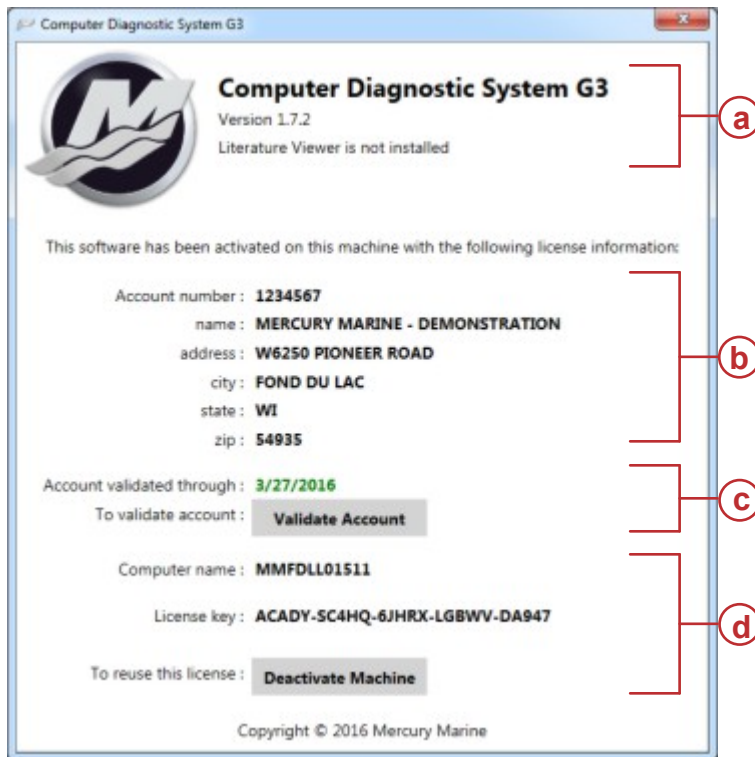 Computer Diagnostic System G3
x
Computer Diagnostic System G3
Version 1.7.2
Literature Viewer is not installed
a
This software has been activated on this machine with the following license information:
Account number : 1234567
name : MERCURY MARINE - DEMONSTRATION
address : W6250 PIONEER ROAD
city : FOND DU LAC
state : WI
zip : 54935
b
Account validated through : 3/27/2016
To validate account : Validate Account
c
Computer name : MMFDLL01511
License key : ACADY-SC4HQ-6JHRX-LGBWV-DA947
To reuse this license : Deactivate Machine
d
Copyright © 2016 Mercury Marine